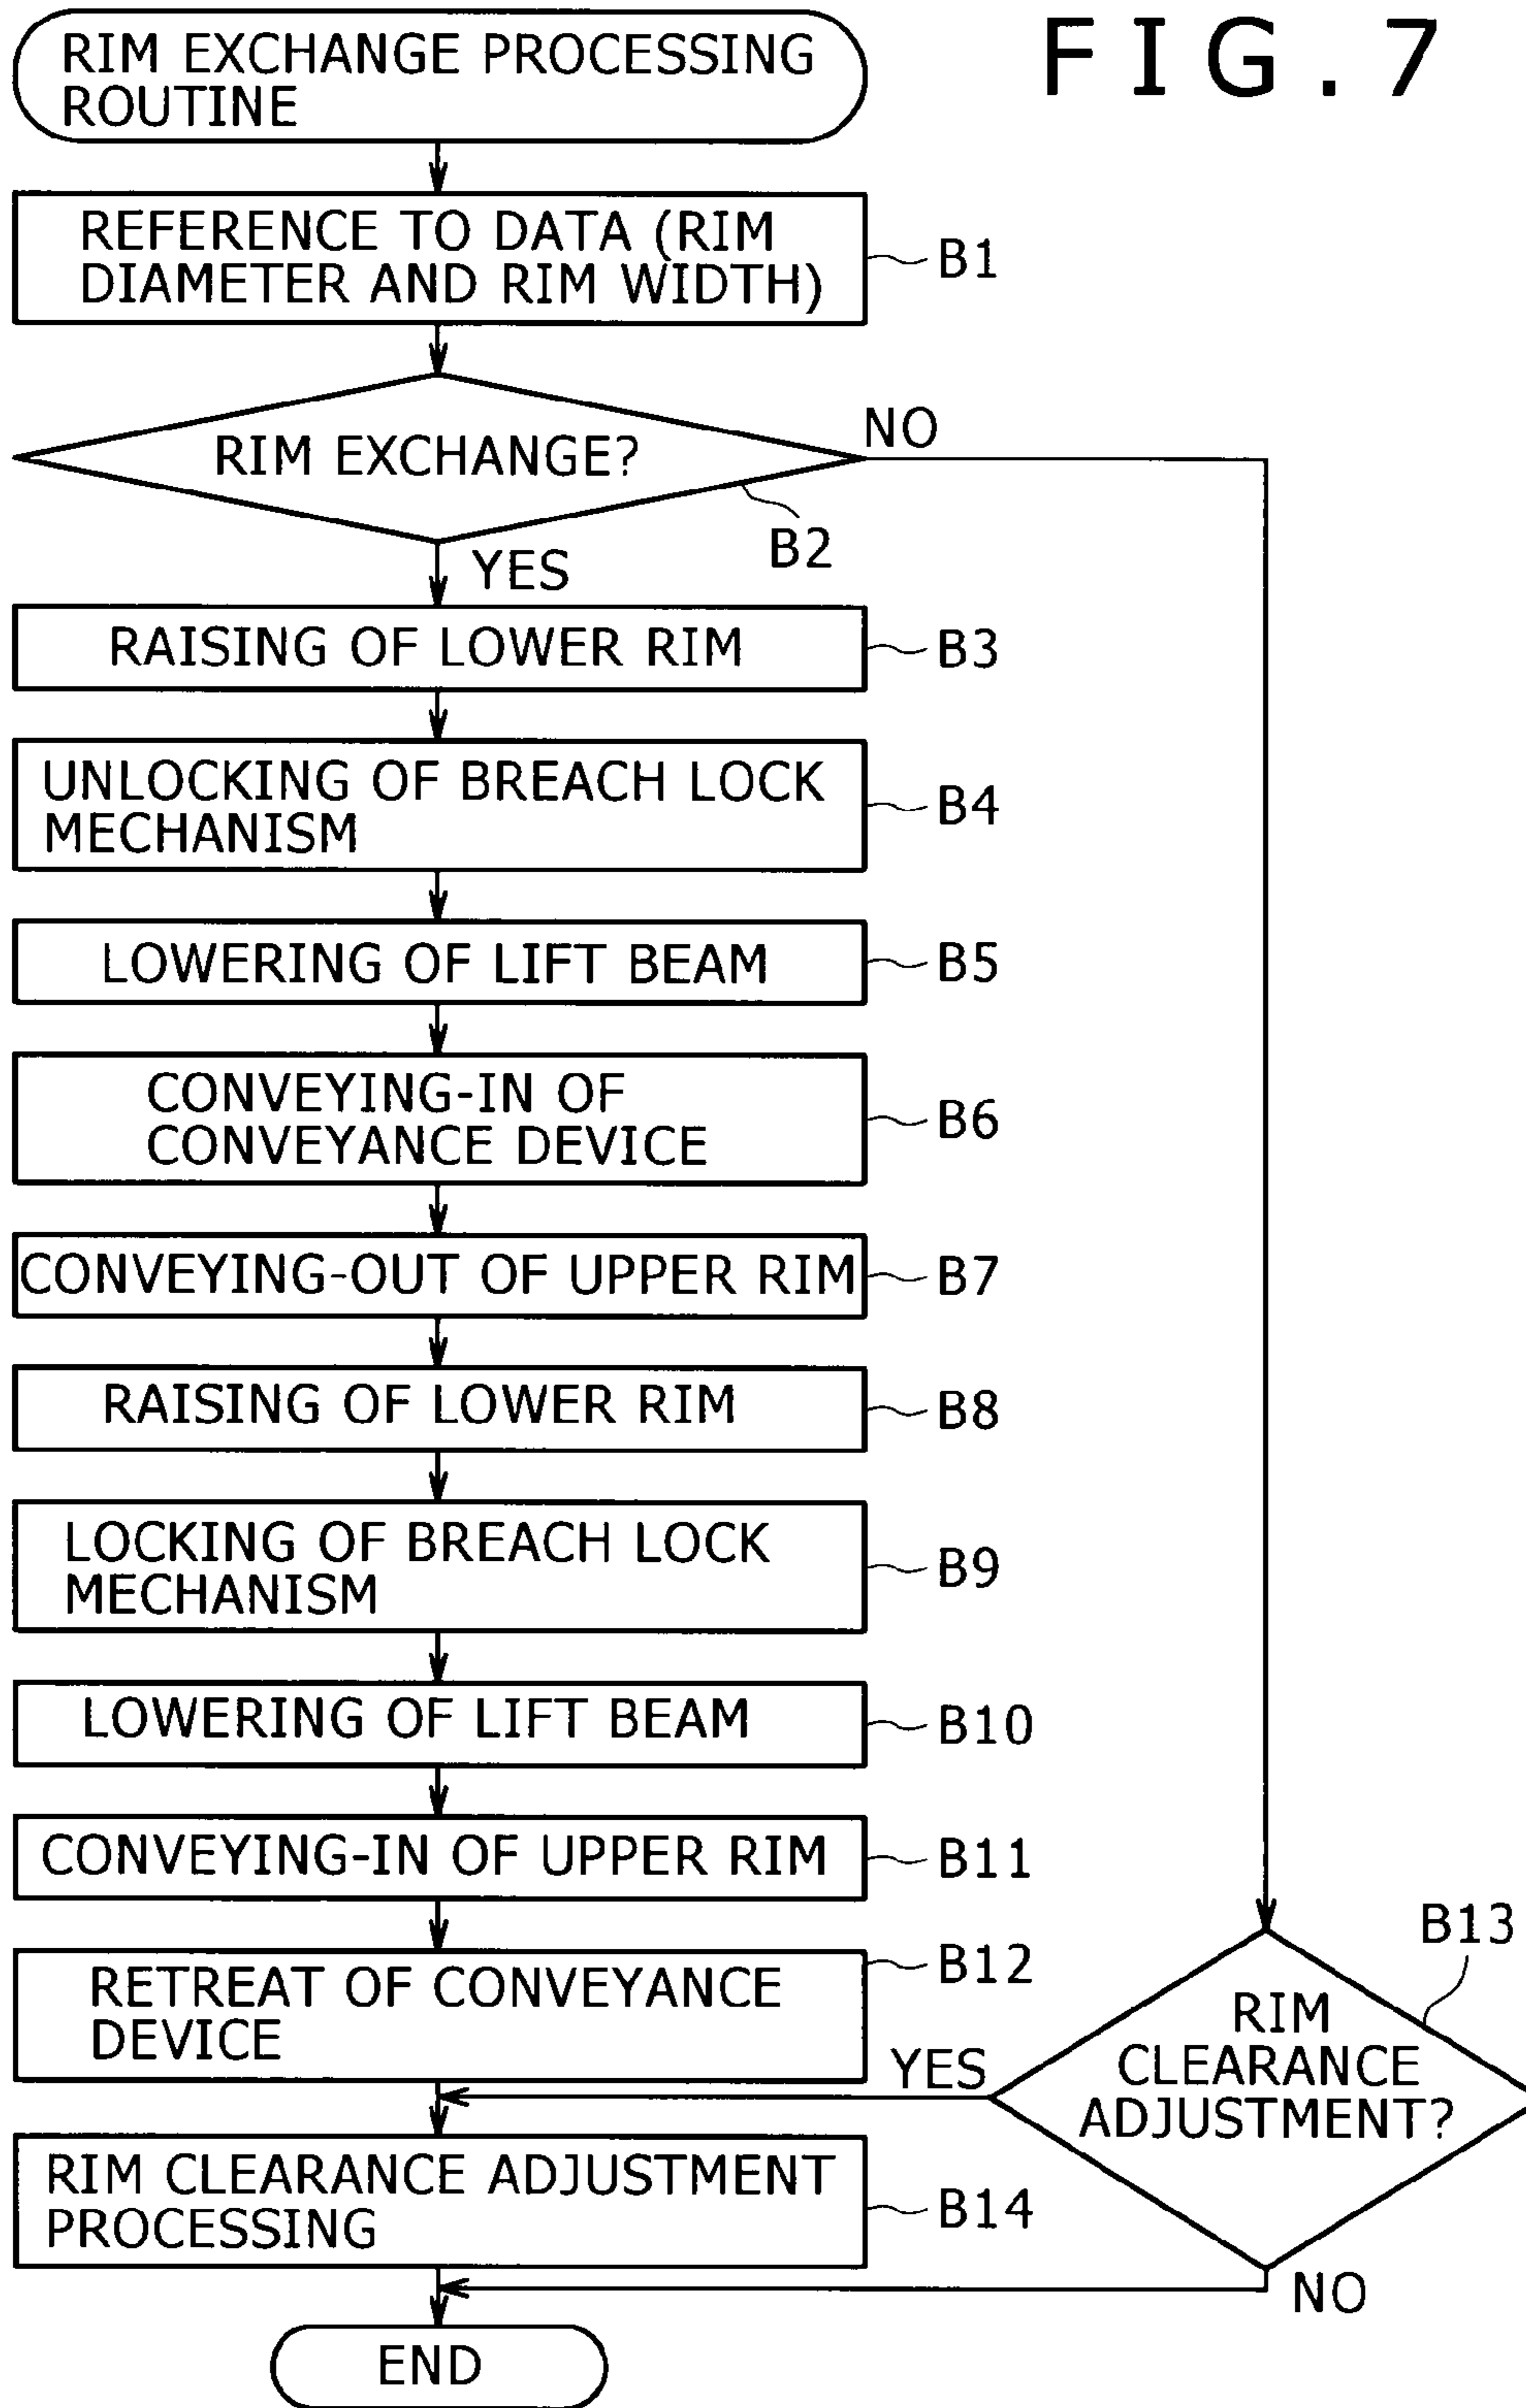 FIG.7
RIM EXCHANGE PROCESSING
ROUTINE
REFERENCE TO DATA (RIM
DIAMETER AND RIM WIDTH)
B1
RIM EXCHANGE?
NO
B2
YES
RAISING OF LOWER RIM
B3
UNLOCKING OF BREACH LOCK
MECHANISM
B4
LOWERING OF LIFT BEAM
B5
CONVEYING-IN OF
CONVEYANCE DEVICE
B6
CONVEYING-OUT OF UPPER RIM
B7
RAISING OF LOWER RIM
B8
LOCKING OF BREACH LOCK
MECHANISM
B9
LOWERING OF LIFT BEAM
B10
CONVEYING-IN OF UPPER RIM
B11
RETREAT OF CONVEYANCE
DEVICE
B12
B13
RIM
CLEARANCE
ADJUSTMENT?
YES
RIM CLEARANCE ADJUSTMENT
PROCESSING
B14
NO
END